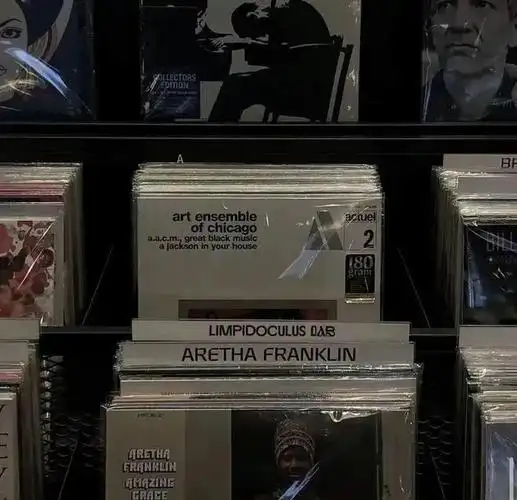 COLLECTORS
EDITION
A
art ensemble
of chicago
a.a.c.m., great black music
a jackson in your house
actuel
2
180
gram
LIMPIDOCULUS DAB
ARETHA FRANKLIN
ARETHA
FRANKLIN
AMAZING
GRACE